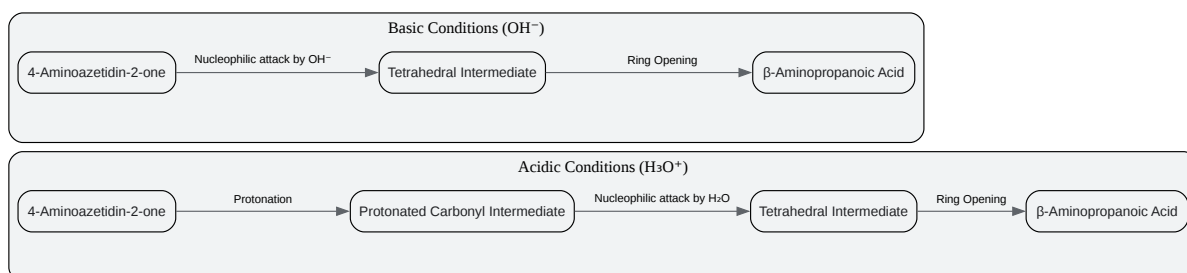 Basic Conditions (OH⁻)
4-Aminoazetidin-2-one
Nucleophilic attack by OH⁻
Tetrahedral Intermediate
Ring Opening
β-Aminopropanoic Acid
Acidic Conditions (H₃O⁺)
4-Aminoazetidin-2-one
Protonation
Protonated Carbonyl Intermediate
Nucleophilic attack by H₂O
Tetrahedral Intermediate
Ring Opening
β-Aminopropanoic Acid